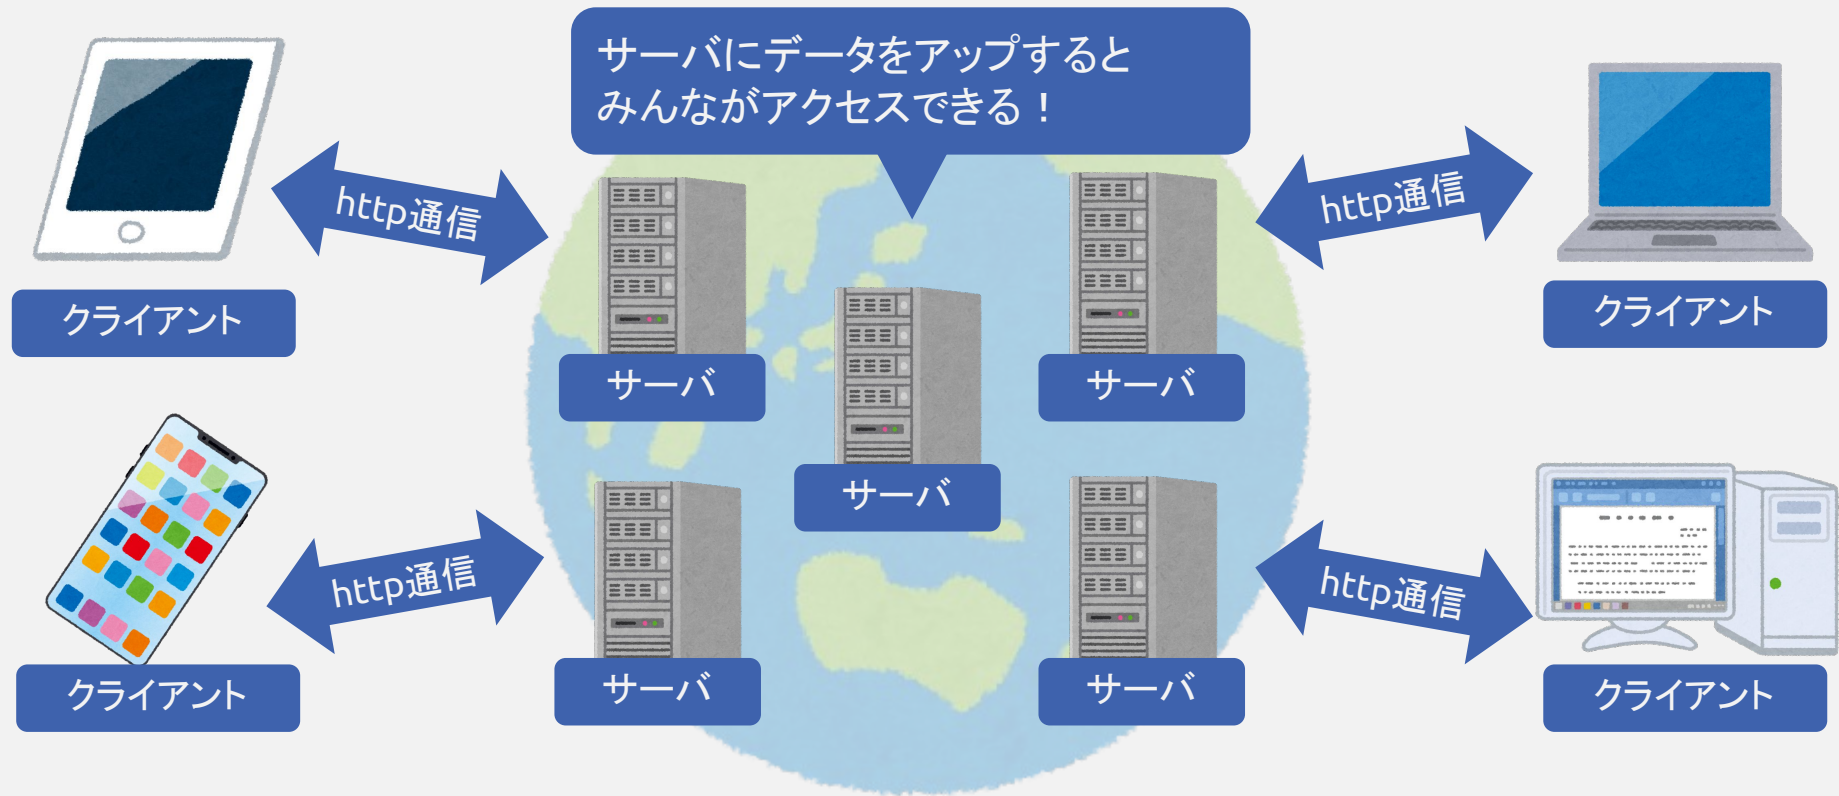 サーバにデータをアップすると
みんながアクセスできる！
http通信
http通信
クライアント
クライアント
サーバ
サーバ
サーバ
http通信
http通信
クライアント
サーバ
サーバ
クライアント